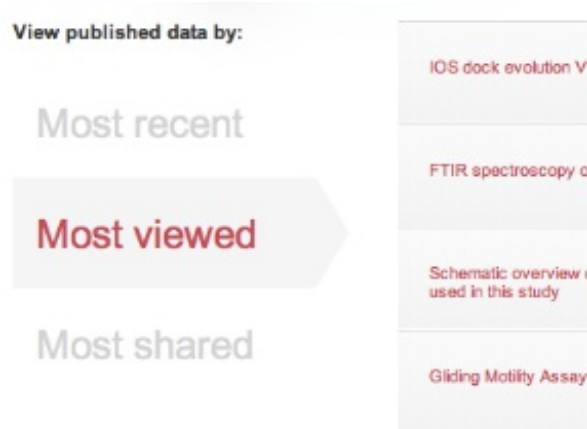 View published data by:
Most recent
Most viewed
Most shared
IOS dock evolution
FTIR spectroscopy
Schematic overview
used in this study
Gliding Motility Assay